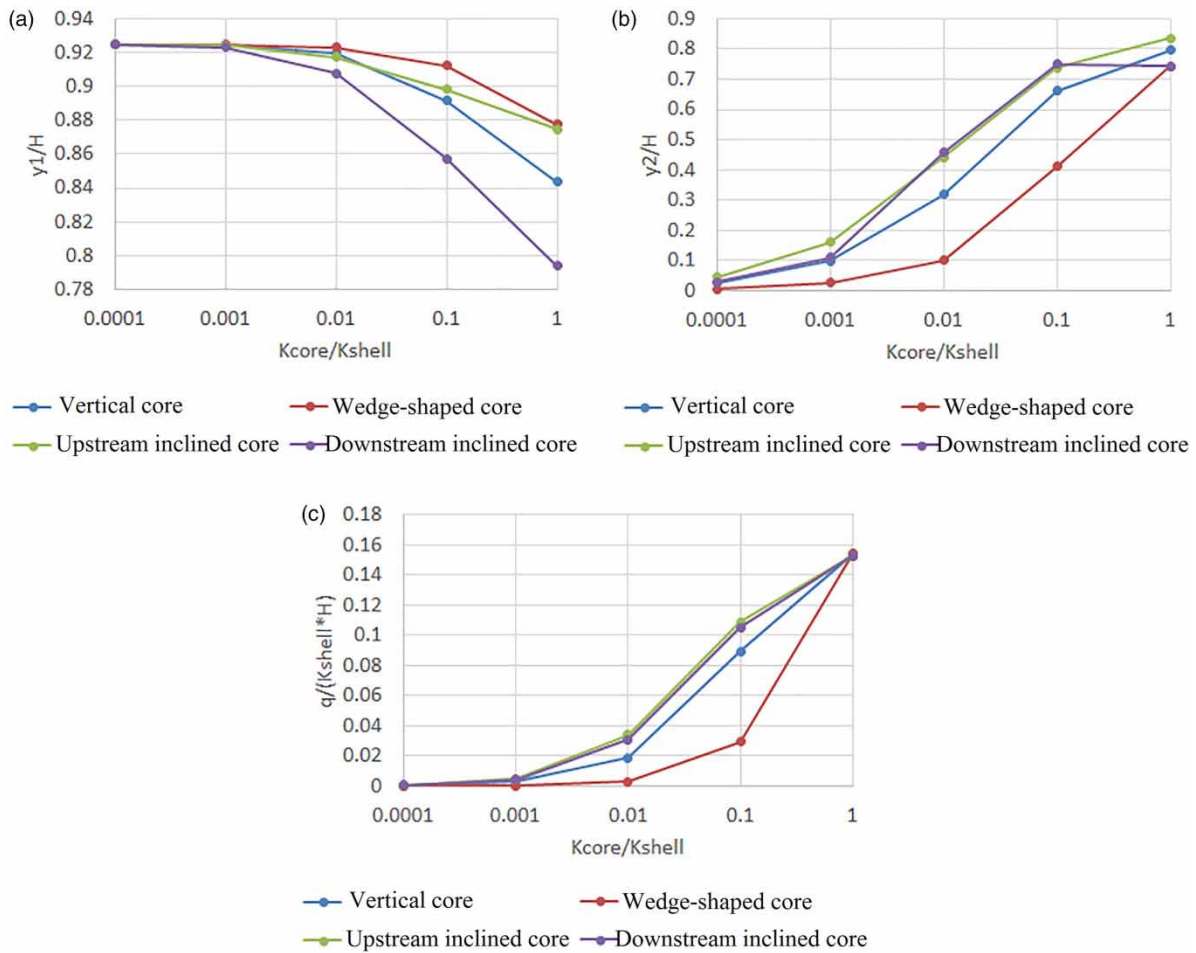 (a)
y1/H
0.94
0.92
0.9
0.88
0.86
0.84
0.82
0.8
0.78
0.0001 0.001 0.01 0.1 1
Kcore/Kshell
Vertical core Wedge-shaped core
Upstream inclined core Downstream inclined core
(b)
y2/H
0.9
0.8
0.7
0.6
0.5
0.4
0.3
0.2
0.1
0
0.0001 0.001 0.01 0.1 1
Kcore/Kshell
Vertical core Wedge-shaped core
Upstream inclined core Downstream inclined core
(c)
q/(Kshell*H)
0.18
0.16
0.14
0.12
0.1
0.08
0.06
0.04
0.02
0
0.0001 0.001 0.01 0.1 1
Kcore/Kshell
Vertical core Wedge-shaped core
Upstream inclined core Downstream inclined core